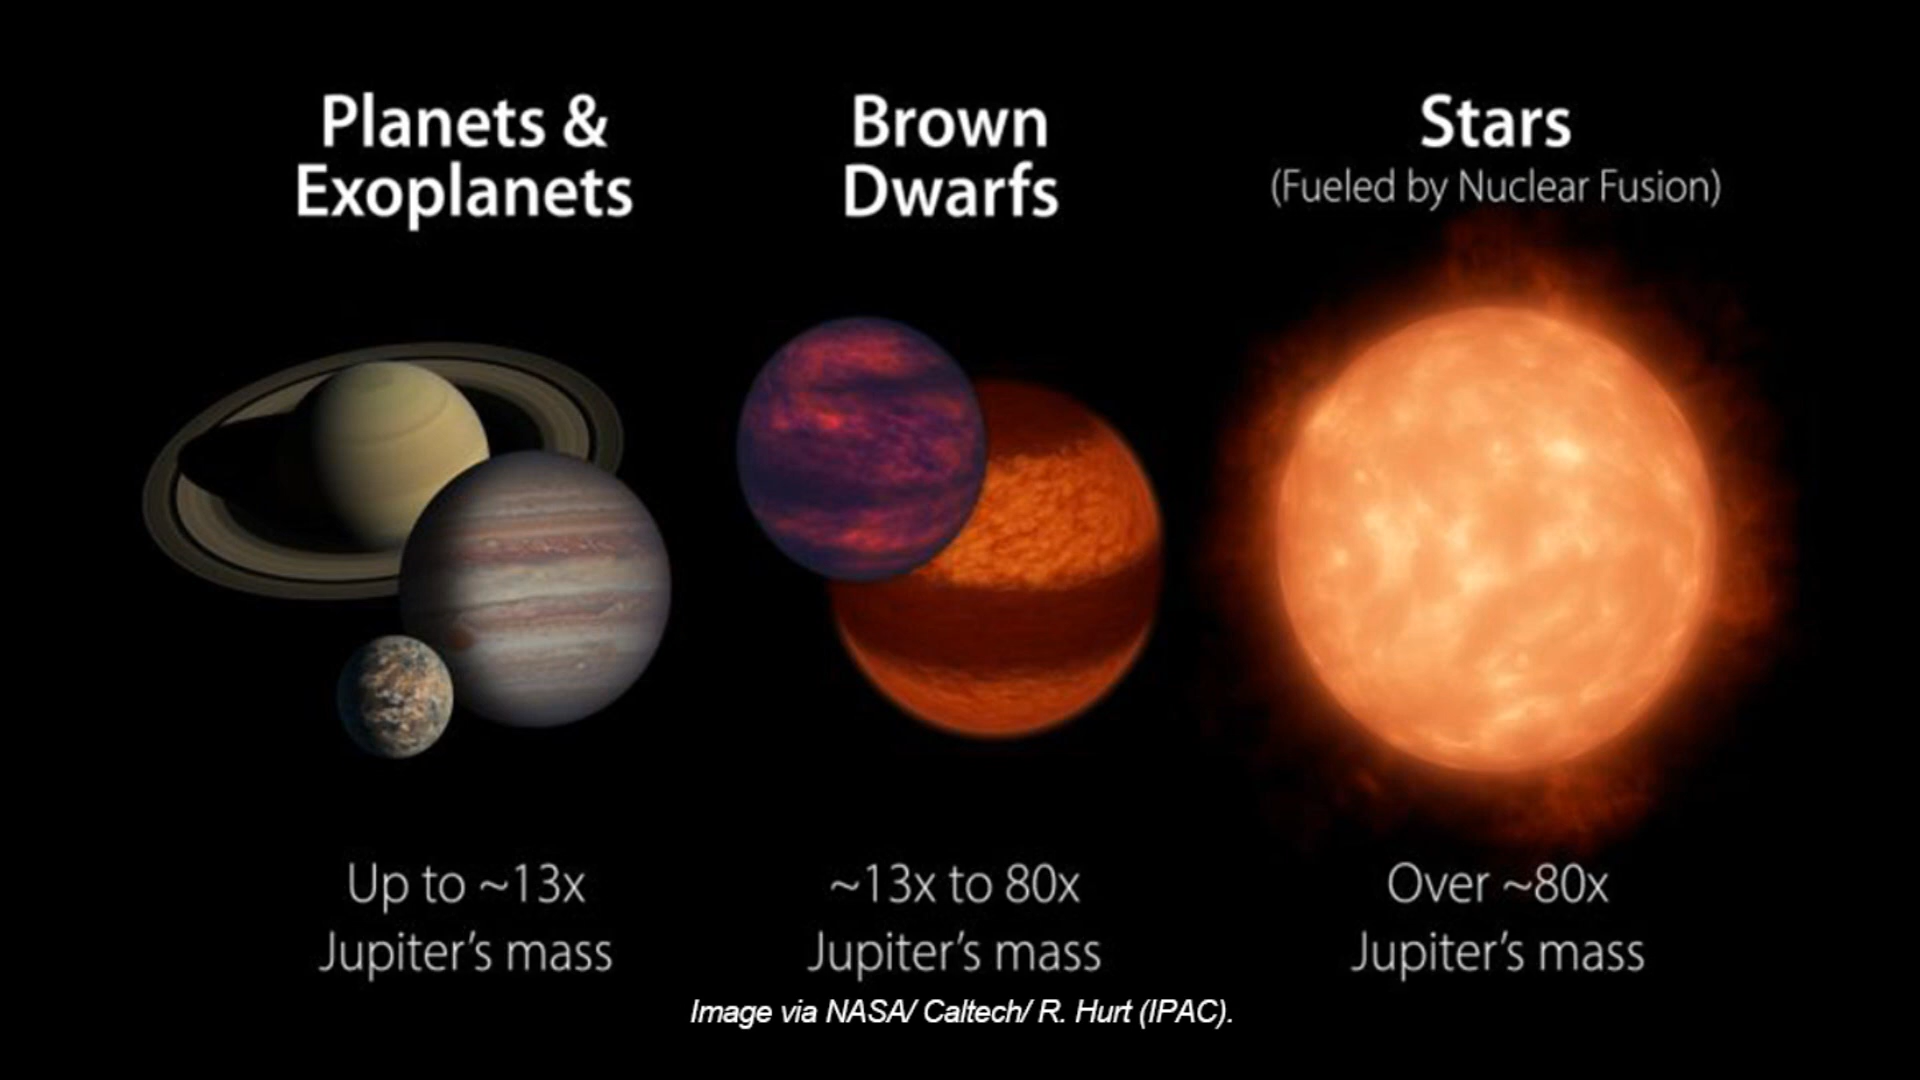 Planets &
Exoplanets
Brown
Dwarfs
Stars
(Fueled by Nuclear Fusion)
Up to ~13x
Jupiter's mass
~13x to 80x
Jupiter's mass
Over ~80x
Jupiter's mass
Image via NASA/ Caltech/ R. Hurt (IPAC).